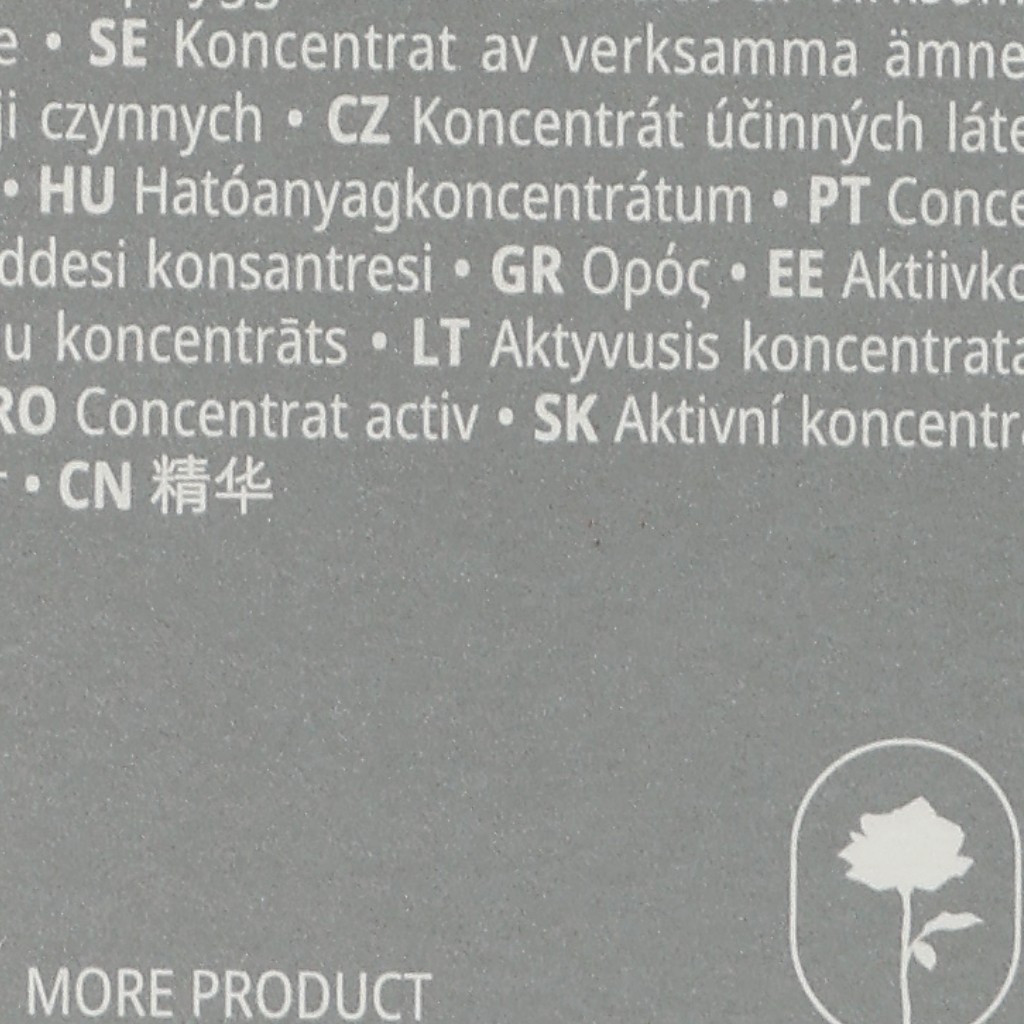 e • SE Koncentrat av verksamma ämne
ji czynnych • CZ Koncentrát účinných láte
• HU Hatóanyagkoncentrátum • PT Conce
ddesi konsantresi • GR Ορός • EE Aktiivko
u koncentrāts • LT Aktyvusis koncentrata
RO Concentrat activ • SK Aktivní koncentra
• CN 精华
MORE PRODUCT